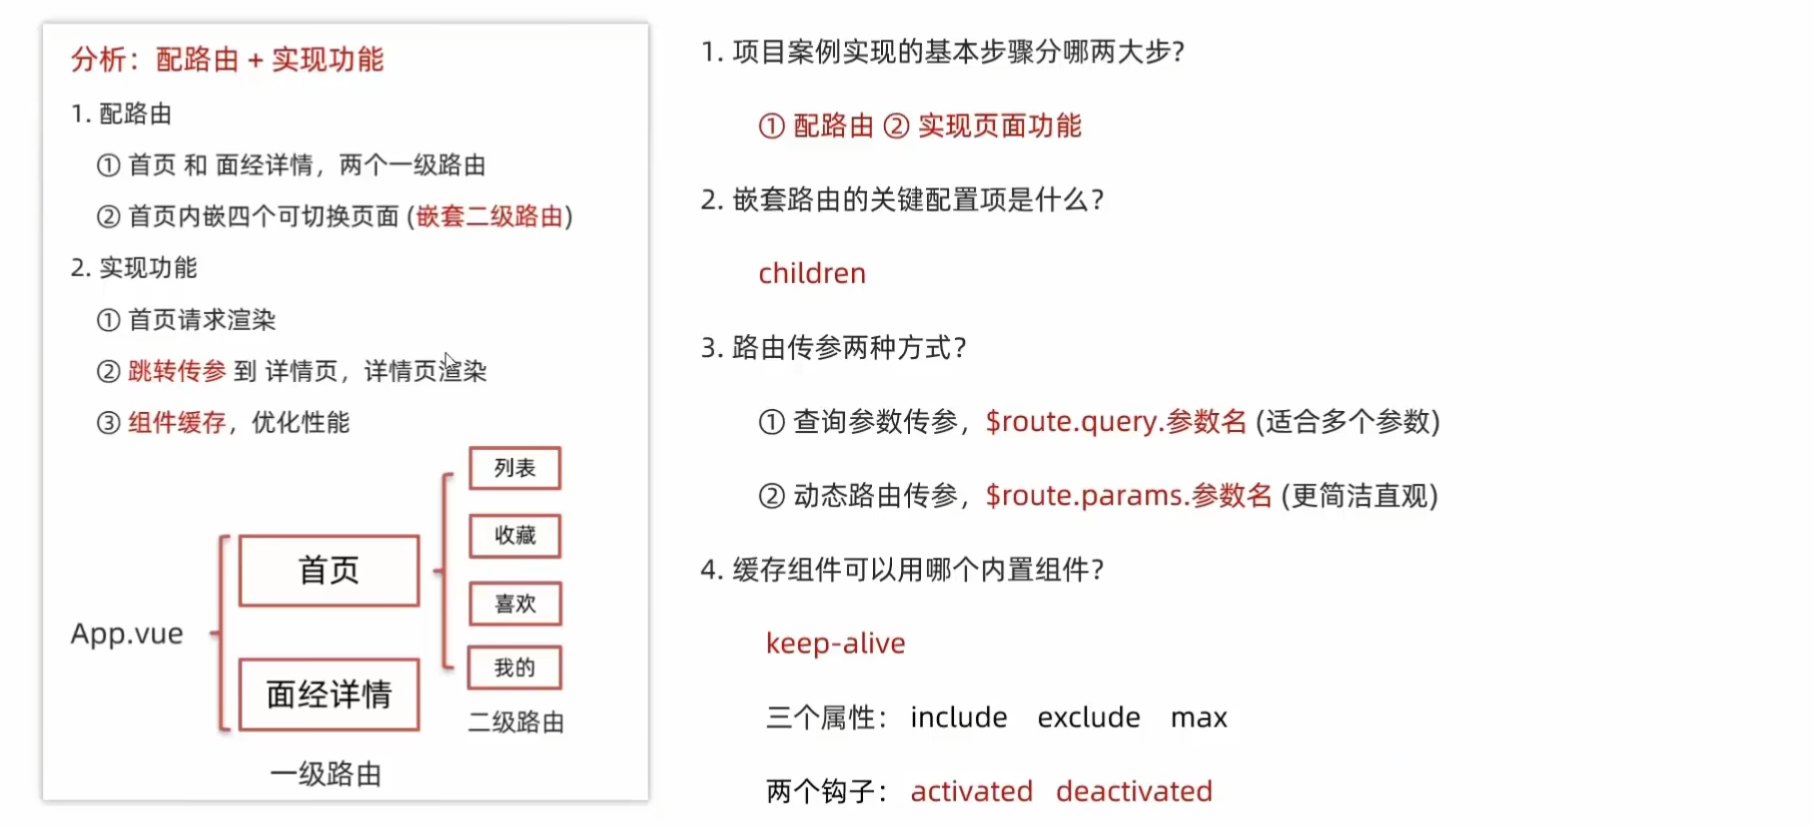 分析：配路由 + 实现功能
1. 配路由
① 首页 和 面经详情，两个一级路由
② 首页内嵌四个可切换页面 (嵌套二级路由)
2. 实现功能
① 首页请求渲染
② 跳转传参 到 详情页，详情页渲染
③ 组件缓存，优化性能
App.vue
首页
面经详情
一级路由
列表
收藏
喜欢
我的
二级路由
1. 项目案例实现的基本步骤分哪两大步？
① 配路由 ② 实现页面功能
2. 嵌套路由的关键配置项是什么？
children
3. 路由传参两种方式？
① 查询参数传参，$route.query.参数名 (适合多个参数)
② 动态路由传参，$route.params.参数名 (更简洁直观)
4. 缓存组件可以用哪个内置组件？
keep-alive
三个属性： include exclude max
两个钩子： activated deactivated